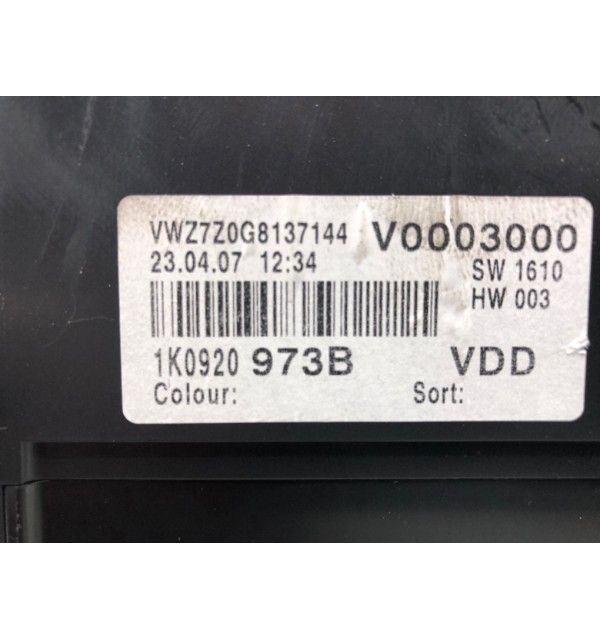 VWZ7Z0G8137144 V0003000
23.04.07 12:34 SW 1610
HW 003
1K0920 973B VDD
Colour: Sort: